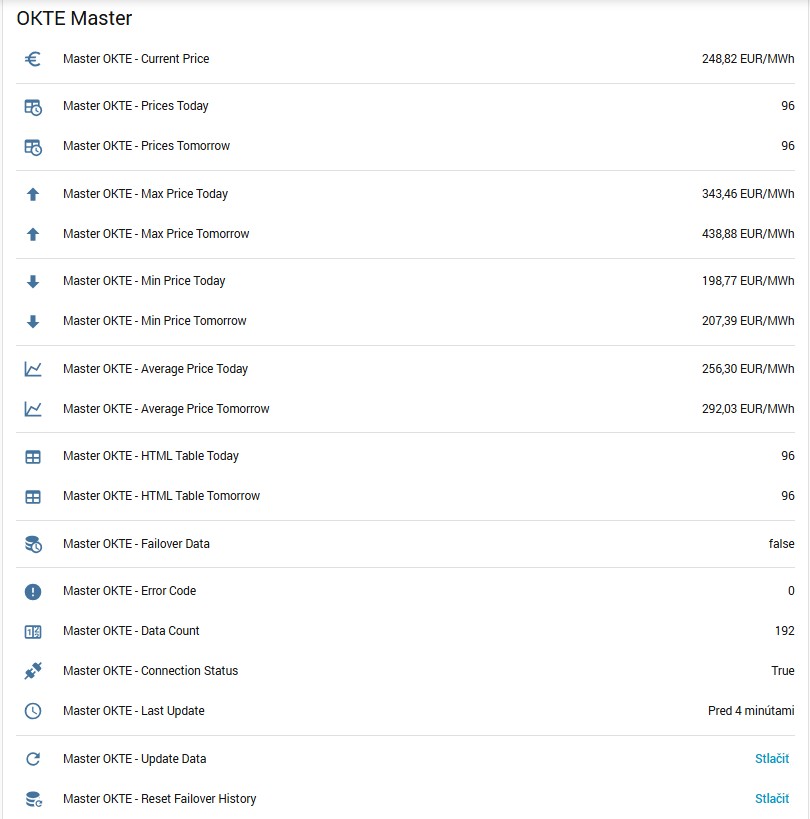 OKTE Master
Master OKTE - Current Price 248,82 EUR/MWh
Master OKTE - Prices Today 96
Master OKTE - Prices Tomorrow 96
Master OKTE - Max Price Today 343,46 EUR/MWh
Master OKTE - Max Price Tomorrow 438,88 EUR/MWh
Master OKTE - Min Price Today 198,77 EUR/MWh
Master OKTE - Min Price Tomorrow 207,39 EUR/MWh
Master OKTE - Average Price Today 256,30 EUR/MWh
Master OKTE - Average Price Tomorrow 292,03 EUR/MWh
Master OKTE - HTML Table Today 96
Master OKTE - HTML Table Tomorrow 96
Master OKTE - Failover Data false
Master OKTE - Error Code 0
Master OKTE - Data Count 192
Master OKTE - Connection Status True
Master OKTE - Last Update Pred 4 minútami
Master OKTE - Update Data Stlačiť
Master OKTE - Reset Failover History Stlačiť